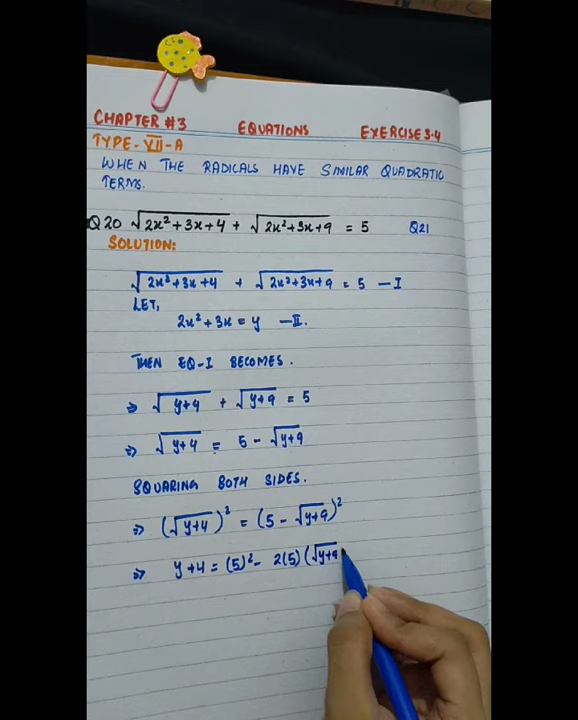 CHAPTER #3 EQUATIONS EXERCISE 3.4
TYPE-VII-A
WHEN THE RADICALS HAVE SIMILAR QUADRATIC
TERMS.
Q20 √(2x²+3x+4) + √(2x²+3x+9) = 5 Q21
SOLUTION:
√(2x²+3x+4) + √(2x²+3x+9) = 5 —I
LET,
2x²+3x = y —II.
THEN EQ-I BECOMES.
⇒ √(y+4) + √(y+9) = 5
⇒ √(y+4) = 5 - √(y+9)
SQUARING BOTH SIDES.
⇒ (√(y+4))² = (5 - √(y+9))²
⇒ y+4 = (5)² - 2(5)(√(y+9)